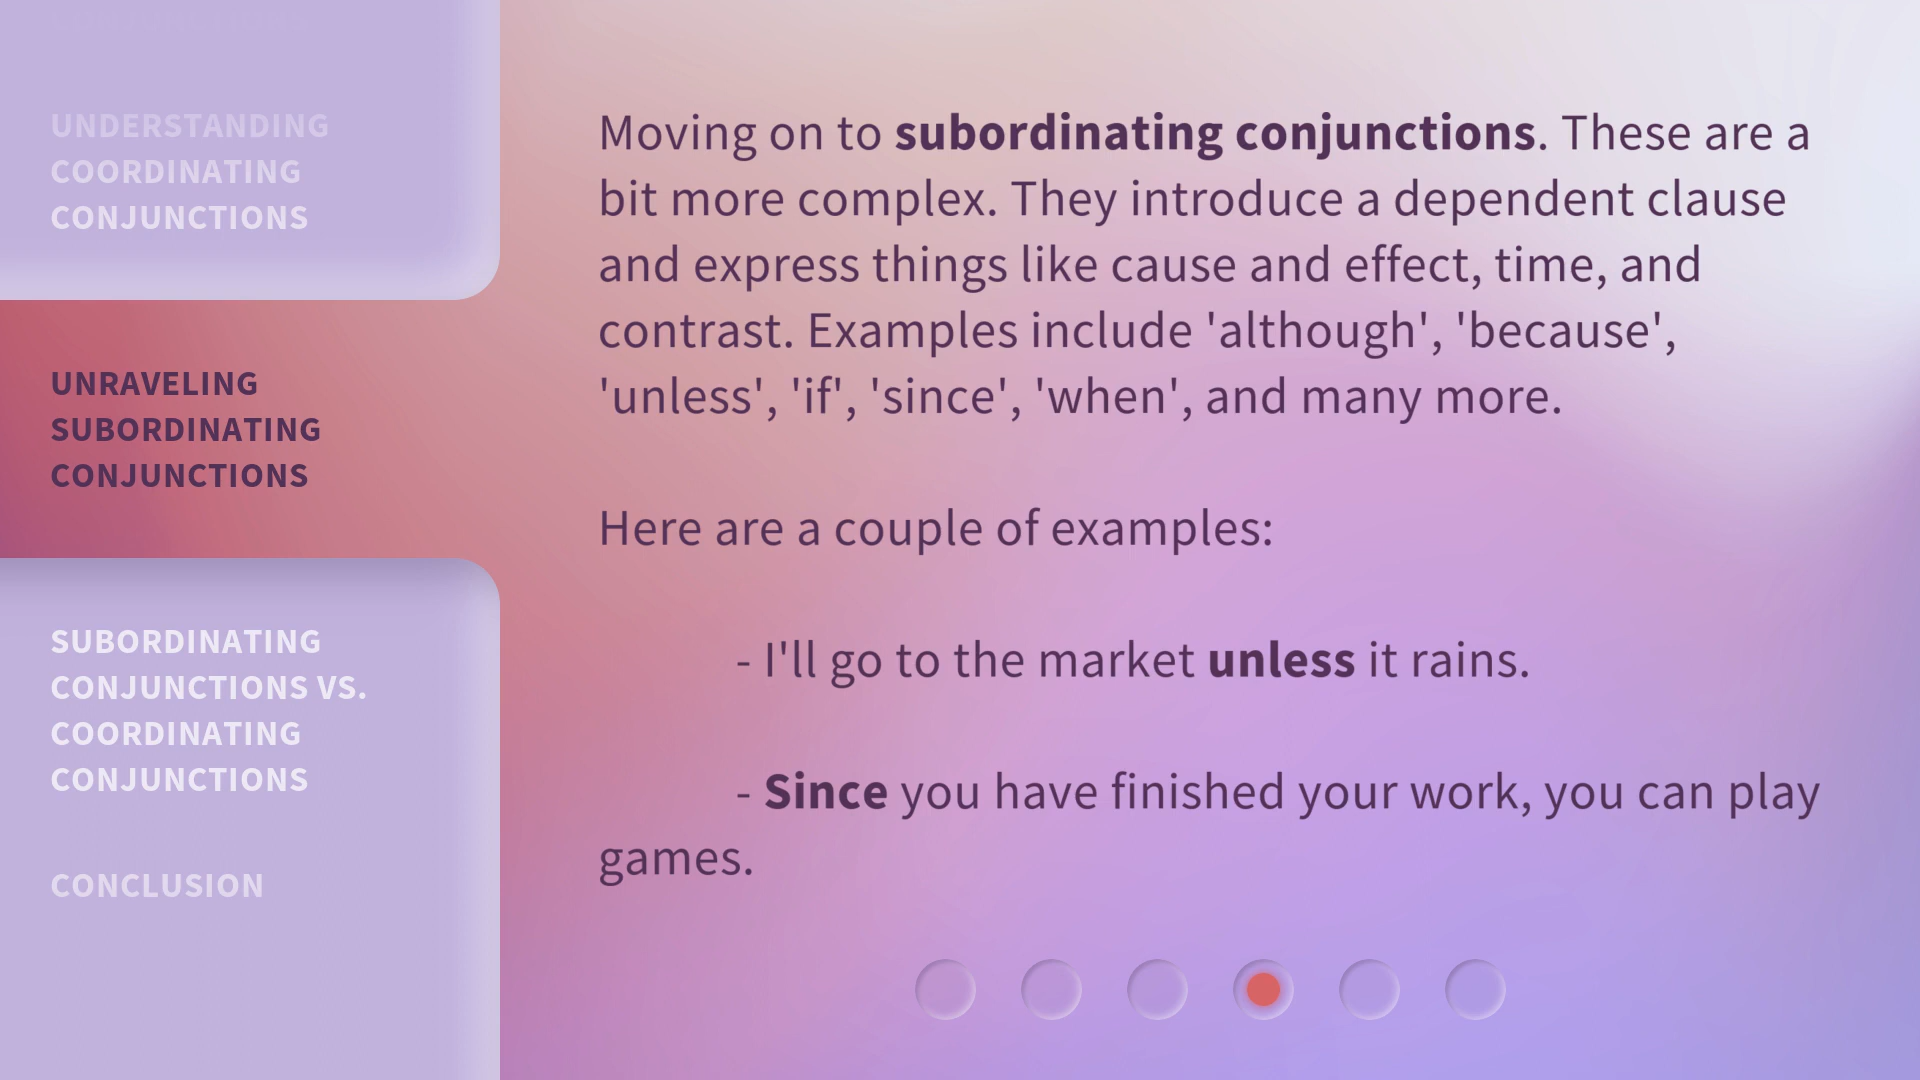 UNDERSTANDING
COORDINATING
CONJUNCTIONS
UNRAVELING
SUBORDINATING
CONJUNCTIONS
SUBORDINATING
CONJUNCTIONS VS.
COORDINATING
CONJUNCTIONS
CONCLUSION
Moving on to subordinating conjunctions. These are a
bit more complex. They introduce a dependent clause
and express things like cause and effect, time, and
contrast. Examples include 'although', 'because',
'unless', 'if', 'since', 'when', and many more.
Here are a couple of examples:
- I'll go to the market unless it rains.
- Since you have finished your work, you can play
games.